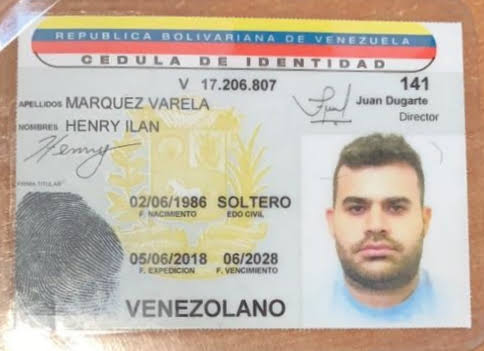 REPUBLICA BOLIVARIANA DE VENEZUELA
CEDULA DE IDENTIDAD
V 17.206.807
141
APELLIDOS MARQUEZ VARELA
Juan Dugarte
Director
NOMBRES HENRY ILAN
Henry
FIRMA TITULAR
02/06/1986 SOLTERO
F. NACIMIENTO EDO CIVIL
05/06/2018 06/2028
F. EXPEDICION F. VENCIMIENTO
VENEZOLANO